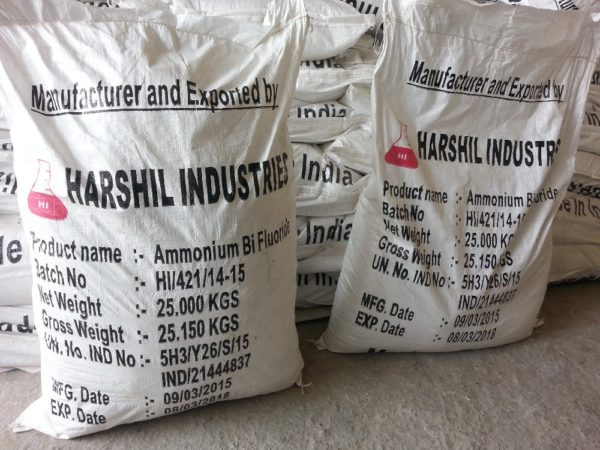 Manufacturer and Exported by
HI
HARSHIL INDUSTRIES
Product name :- Ammonium Bi Fluoride
Batch No :- HI/421/14-15
Net Weight :- 25.000 KGS
Gross Weight :- 25.150 KGS
UN. No. IND No :- 5H3/Y26/S/15
IND/21444837
MFG. Date :- 09/03/2015
EXP. Date :- 08/03/2018
Manufacturer and Exported by
HI
HARSHIL INDUSTR
Product name : Ammonium
Batch No : HI/421/14-15
Net Weight :- 25.000 KG
Gross Weight :- 25.150 KG
UN. No. IND No :- 5H3/Y26/S/15
IND/21444837
MFG. Date :- 09/03/2015
EXP. Date :- 08/03/2018
India
India
India
India